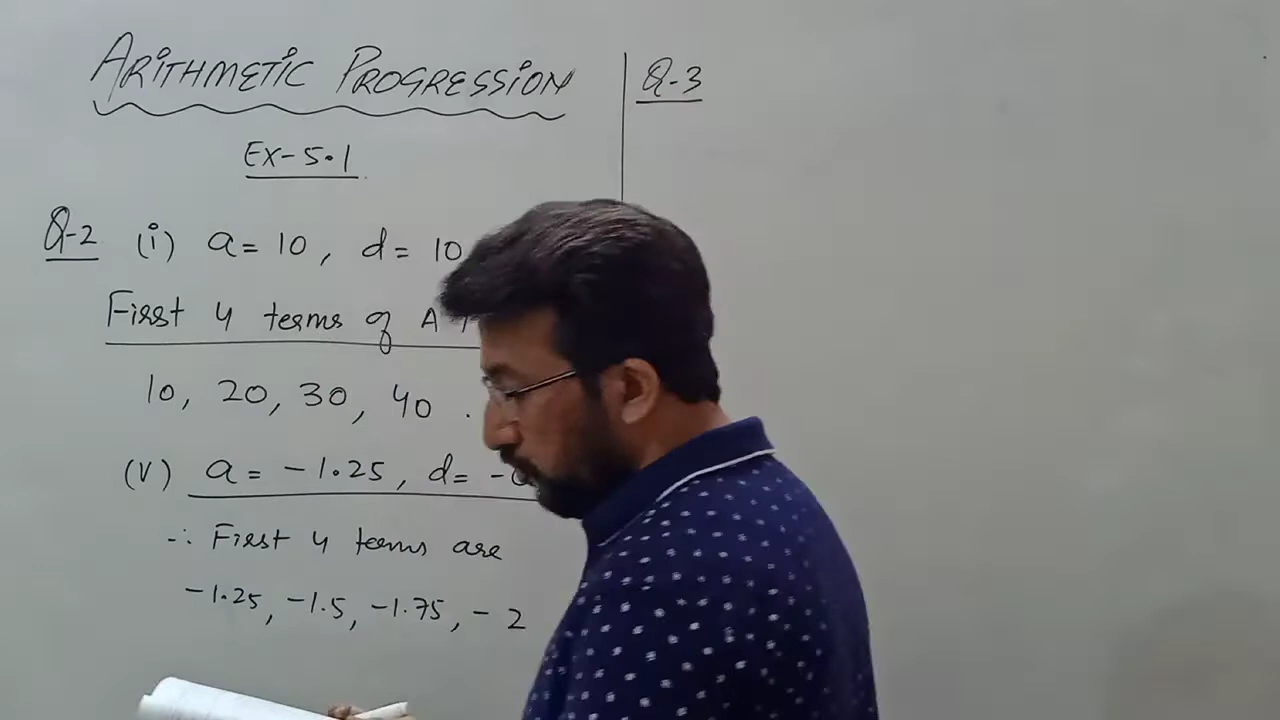 ARITHMETIC PROGRESSION
Ex-5.1
Q-2 (i) a = 10, d = 10
First 4 terms of A
10, 20, 30, 40 .
(V) a = -1.25, d = -
∴ First 4 terms are
-1.25, -1.5, -1.75, -2
Q-3